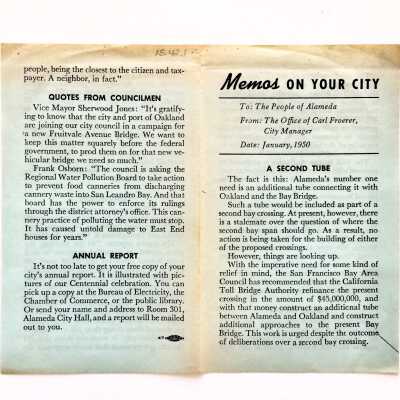 people, being the closest to the citizen and tax-
payer. A neighbor, in fact."
QUOTES FROM COUNCILMEN
Vice Mayor Sherwood Jones: "It's gratify-
ing to know that the city and port of Oakland
are joining our city council in a campaign for
a new Fruitvale Avenue Bridge. We want to
keep this matter squarely before the federal
government, to prod them on for that new ve-
hicular bridge we need so much."
Frank Osborn: "The council is asking the
Regional Water Pollution Board to take action
to prevent food canneries from discharging
cannery waste into San Leandro Bay. And that
board has the power to enforce its rulings
through the district attorney's office. This can-
nery practice of polluting the water must stop.
It has caused untold damage to East End
houses for years."
ANNUAL REPORT
It's not too late to get your free copy of your
city's annual report. It is illustrated with pic-
tures of our Centennial celebration. You can
pick up a copy at the Bureau of Electricity, the
Chamber of Commerce, or the public library.
Or send your name and address to Room 301,
Alameda City Hall, and a report will be mailed
out to you.
Memos ON YOUR CITY
To: The People of Alameda
From: The Office of Carl Froerer,
City Manager
Date: January, 1950
A SECOND TUBE
The fact is this: Alameda's number one
need is an additional tube connecting it with
Oakland and the Bay Bridge.
Such a tube would be included as part of a
second bay crossing. At present, however, there
is a stalemate over the question of where the
second bay span should go. As a result, no
action is being taken for the building of either
of the proposed crossings.
However, things are looking up.
With the imperative need for some kind of
relief in mind, the San Francisco Bay Area
Council has recommended that the California
Toll Bridge Authority refinance the present
crossing in the amount of $45,000,000, and
with that money construct an additional tube
between Alameda and Oakland and construct
additional approaches to the present Bay
Bridge. This work is urged despite the outcome
of deliberations over a second bay crossing.